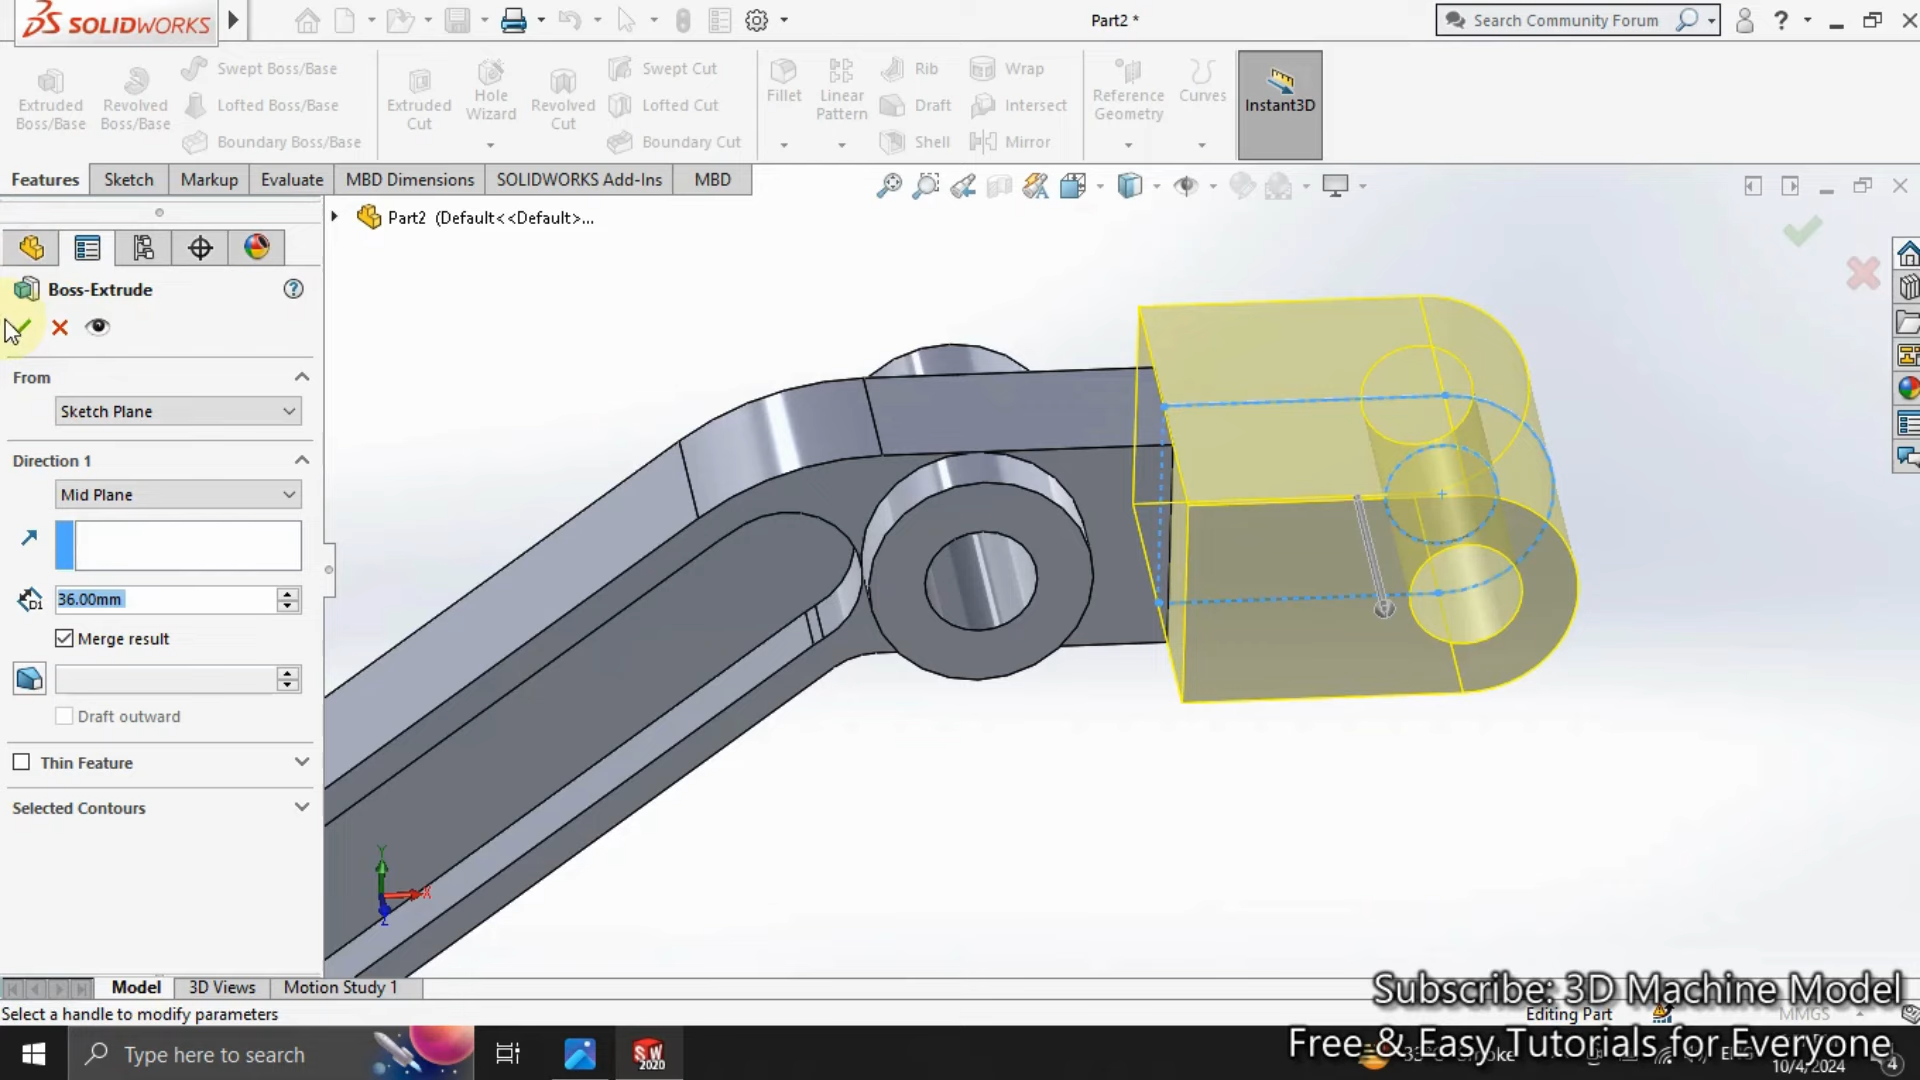 SOLIDWORKS
Part2 *
Search Community Forum
Extruded Boss/Base
Revolved Boss/Base
Swept Boss/Base
Lofted Boss/Base
Boundary Boss/Base
Extruded Cut
Hole Wizard
Revolved Cut
Swept Cut
Lofted Cut
Boundary Cut
Fillet
Linear Pattern
Rib
Draft
Shell
Wrap
Intersect
Mirror
Reference Geometry
Curves
Instant3D
Features
Sketch
Markup
Evaluate
MBD Dimensions
SOLIDWORKS Add-Ins
MBD
Part2 (Default<<Default>...
Boss-Extrude
From
Sketch Plane
Direction 1
Mid Plane
D1
36.00mm
Merge result
Draft outward
Thin Feature
Selected Contours
Y
X
Z
Model
3D Views
Motion Study 1
Subscribe: 3D Machine Model
Select a handle to modify parameters
Editing Part
MMGS
Free & Easy Tutorials for Everyone
Type here to search
SW
2020
10/4/2024
4